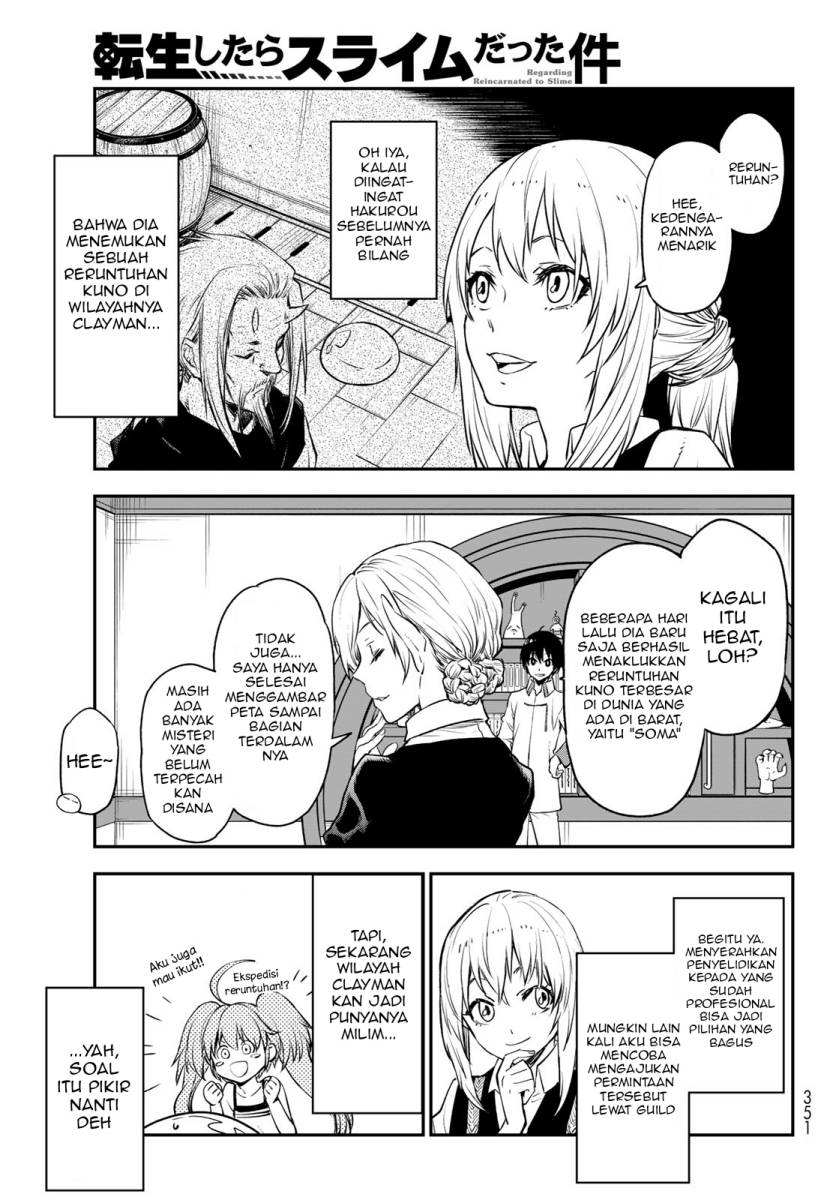 転生したらスライムだった件
Regarding
Reincarnated to Slime
RERUN-
TUHAN?
HEE,
KEDENGA-
RANNYA
MENARIK
OH IYA,
KALAU
DIINGAT-
INGAT
HAKUROU
SEBELUMNYA
PERNAH
BILANG
BAHWA DIA
MENEMUKAN
SEBUAH
RERUNTUHAN
KUNO DI
WILAYAHNYA
CLAYMAN...
KAGALI
ITU
HEBAT,
LOH?
BEBERAPA HARI
LALU DIA BARU
SAJA BERHASIL
MENAKLUKKAN
RERUNTUHAN
KUNO TERBESAR
DI DUNIA YANG
ADA DI BARAT,
YAITU "SOMA"
TIDAK
JUGA...
SAYA HANYA
SELESAI
MENGGAMBAR
PETA SAMPAI
BAGIAN
TERDALAM
NYA
MASIH
ADA
BANYAK
MISTERI
YANG
BELUM
TERPECAH
KAN
DISANA
HEE~
BEGITU YA.
MENYERAHKAN
PENYELIDIKAN
KEPADA YANG
SUDAH
PROFESIONAL
BISA JADI
PILIHAN YANG
BAGUS
MUNGKIN LAIN
KALI AKU BISA
MENCOBA
MENGAJUKAN
PERMINTAAN
TERSEBUT
LEWAT GUILD
TAPI,
SEKARANG
WILAYAH
CLAYMAN
KAN JADI
PUNYANYA
MILIM...
Ekspedisi
reruntuhan!?
Aku juga
mau ikut!!
...YAH,
SOAL
ITU PIKIR
NANTI
DEH
351